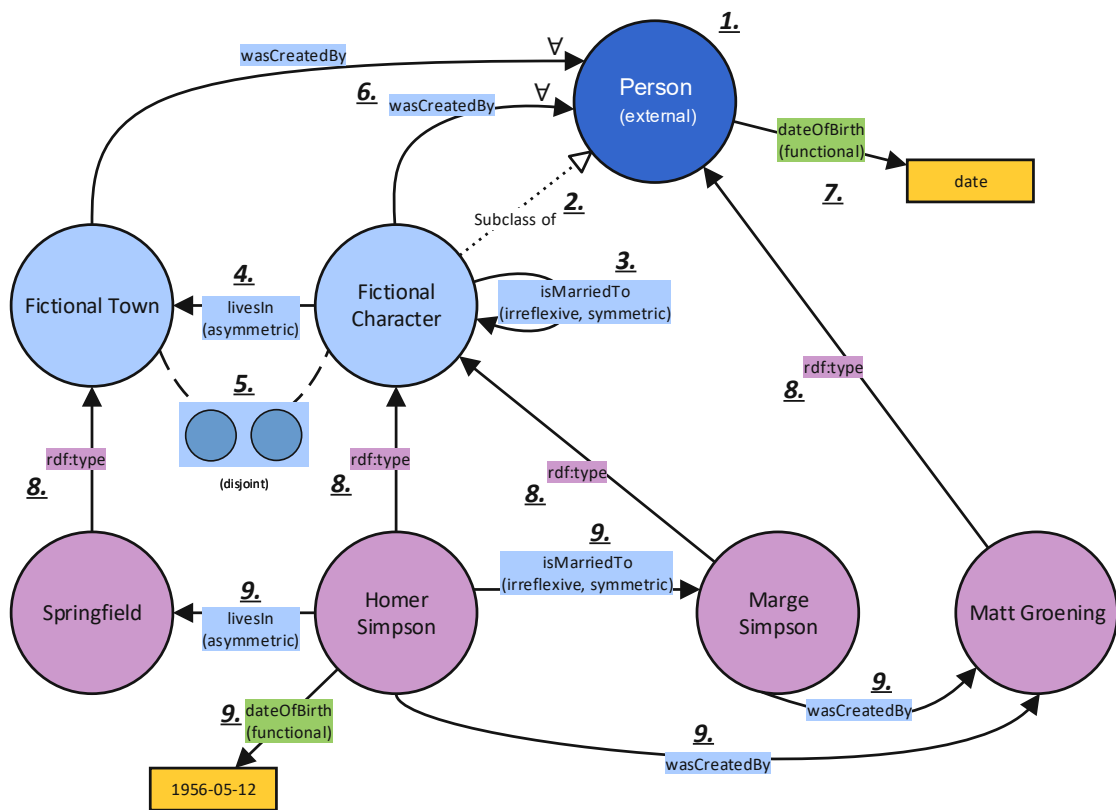 1.
wasCreatedBy
∀
6.
wasCreatedBy
∀
Person
(external)
dateOfBirth
(functional)
7.
date
Subclass of
2.
3.
4.
Fictional Town
livesIn
(asymmetric)
Fictional
Character
isMarriedTo
(irreflexive, symmetric)
5.
(disjoint)
rdf:type
8.
rdf:type
8.
rdf:type
8.
rdf:type
8.
9.
isMarriedTo
(irreflexive, symmetric)
Springfield
9.
livesIn
(asymmetric)
Homer
Simpson
Marge
Simpson
Matt Groening
9.
dateOfBirth
(functional)
9.
wasCreatedBy
9.
wasCreatedBy
1956-05-12